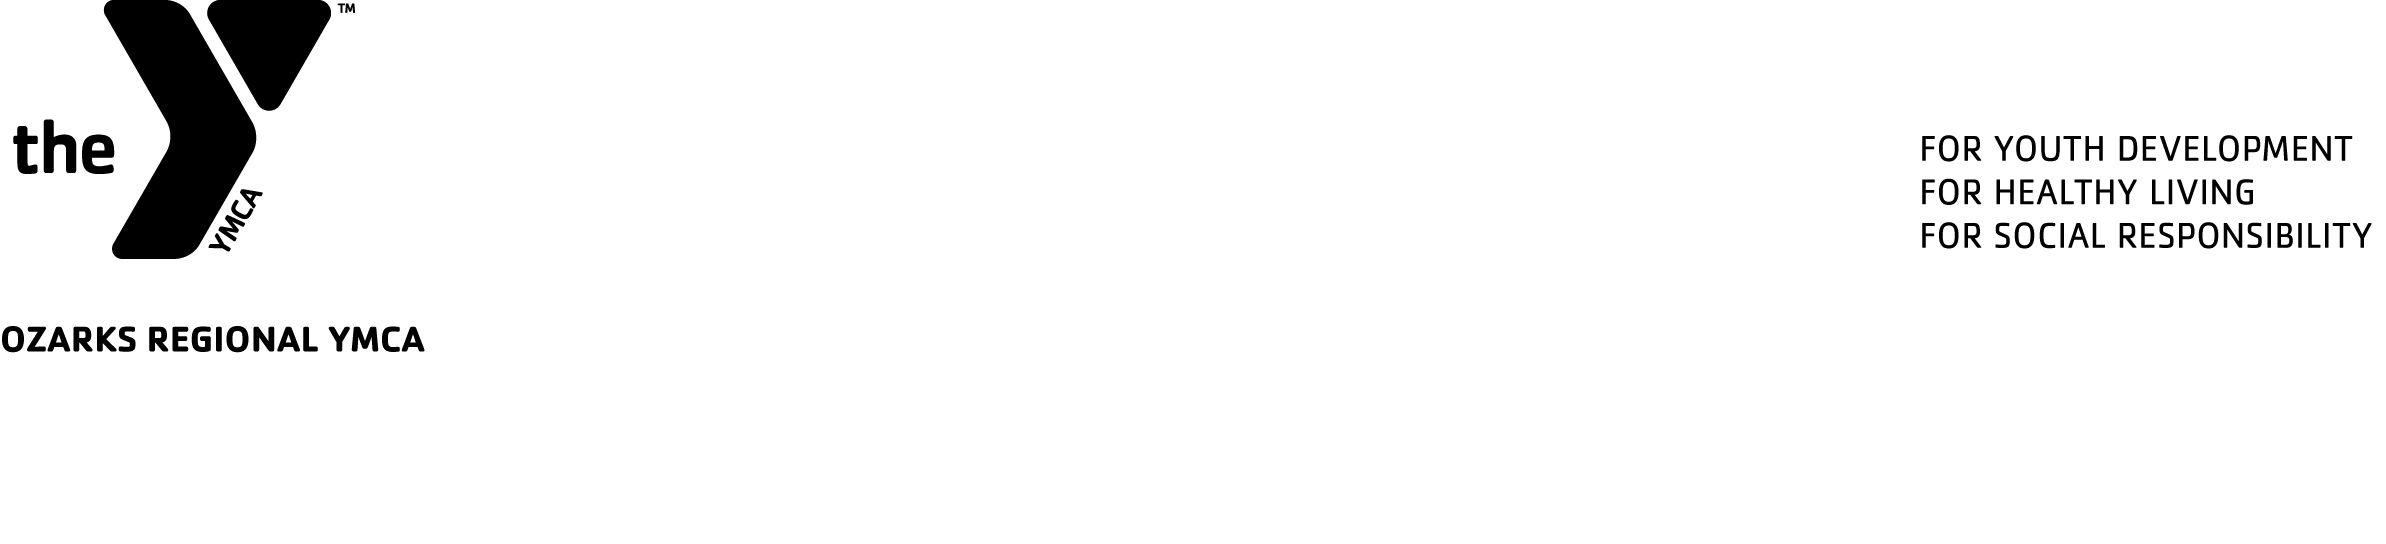 the
YMCA
TM
OZARKS REGIONAL YMCA
FOR YOUTH DEVELOPMENT
FOR HEALTHY LIVING
FOR SOCIAL RESPONSIBILITY